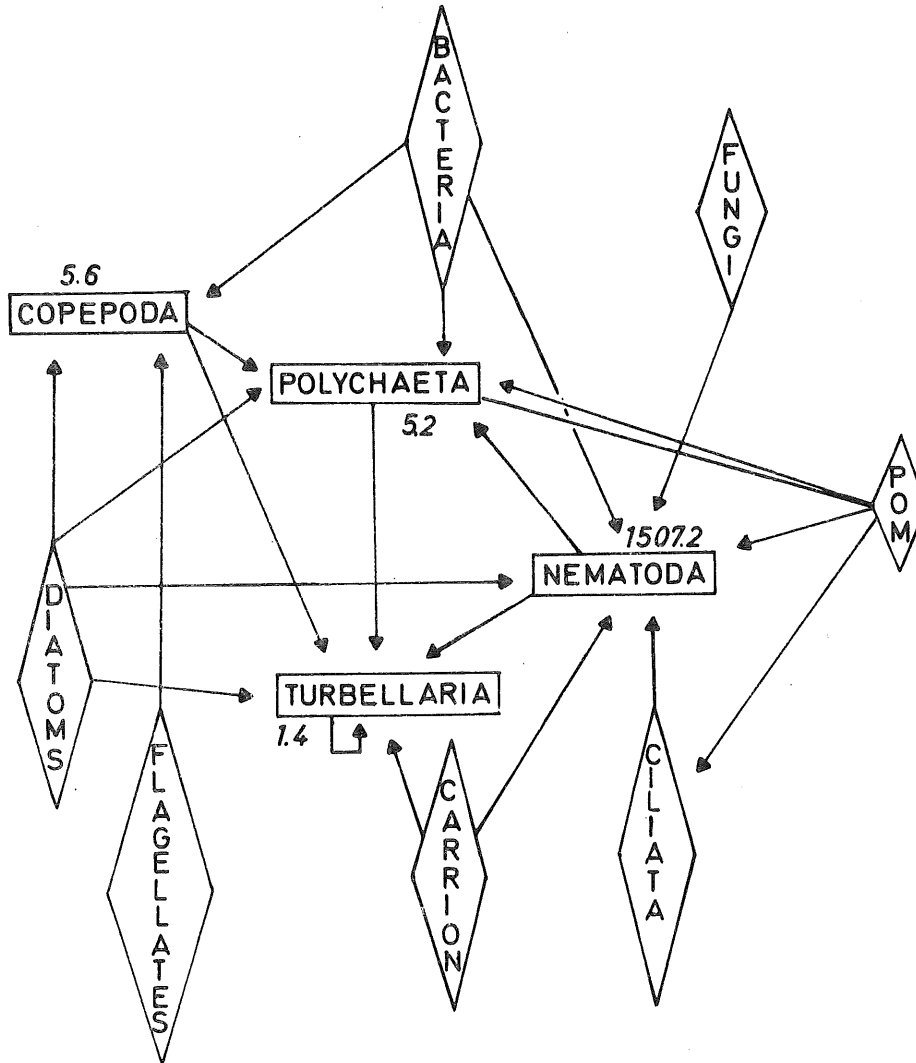 BACTERIA
FUNGI
5.6
COPEPODA
POLYCHAETA
5.2
POM
1507.2
NEMATODA
DIATOMS
TURBELLARIA
1.4
FLAGELLATES
CARRION
CILIATA